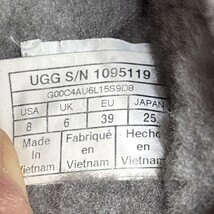 UGG S/N 1095119
G00C4AU6L15S9D8
USA UK EU JAPAN
8 6 39 25
Made in Fabriqué Hecho
Vietnam en en
Vietnam Vietnam